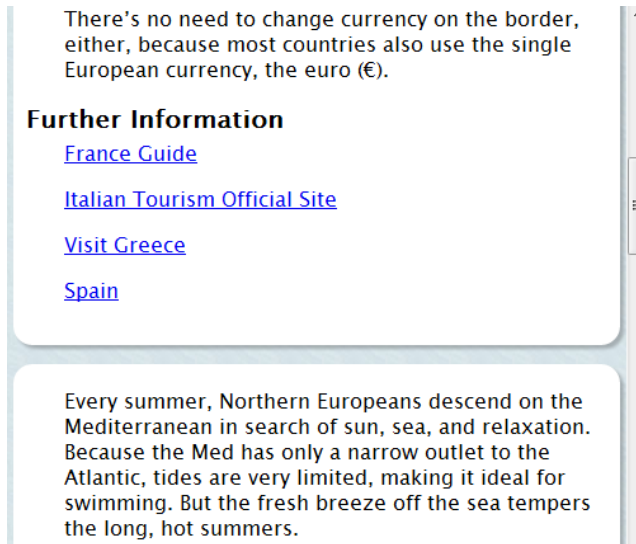 There’s no need to change currency on the border,
either, because most countries also use the single
European currency, the euro (€).
Further Information
France Guide
Italian Tourism Official Site
Visit Greece
Spain
Every summer, Northern Europeans descend on the
Mediterranean in search of sun, sea, and relaxation.
Because the Med has only a narrow outlet to the
Atlantic, tides are very limited, making it ideal for
swimming. But the fresh breeze off the sea tempers
the long, hot summers.